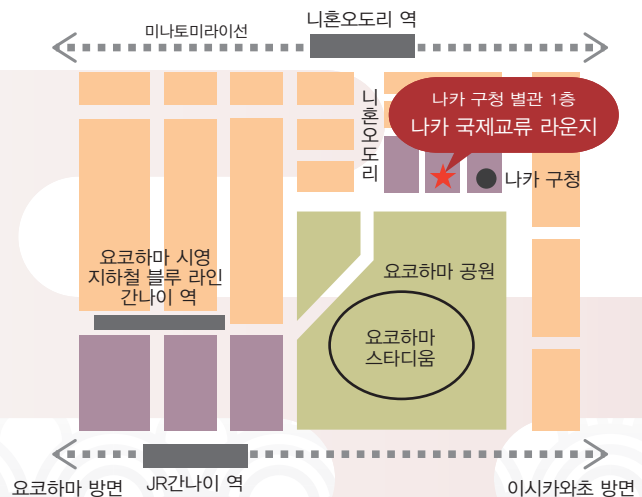 니혼오도리 역
미나토미라이선
니혼오도리
나카 구청 별관 1층
나카 국제교류 라운지
나카 구청
요코하마 시영
지하철 블루 라인
간나이 역
요코하마 공원
요코하마
스타디움
요코하마 방면
JR간나이 역
이시카와초 방면